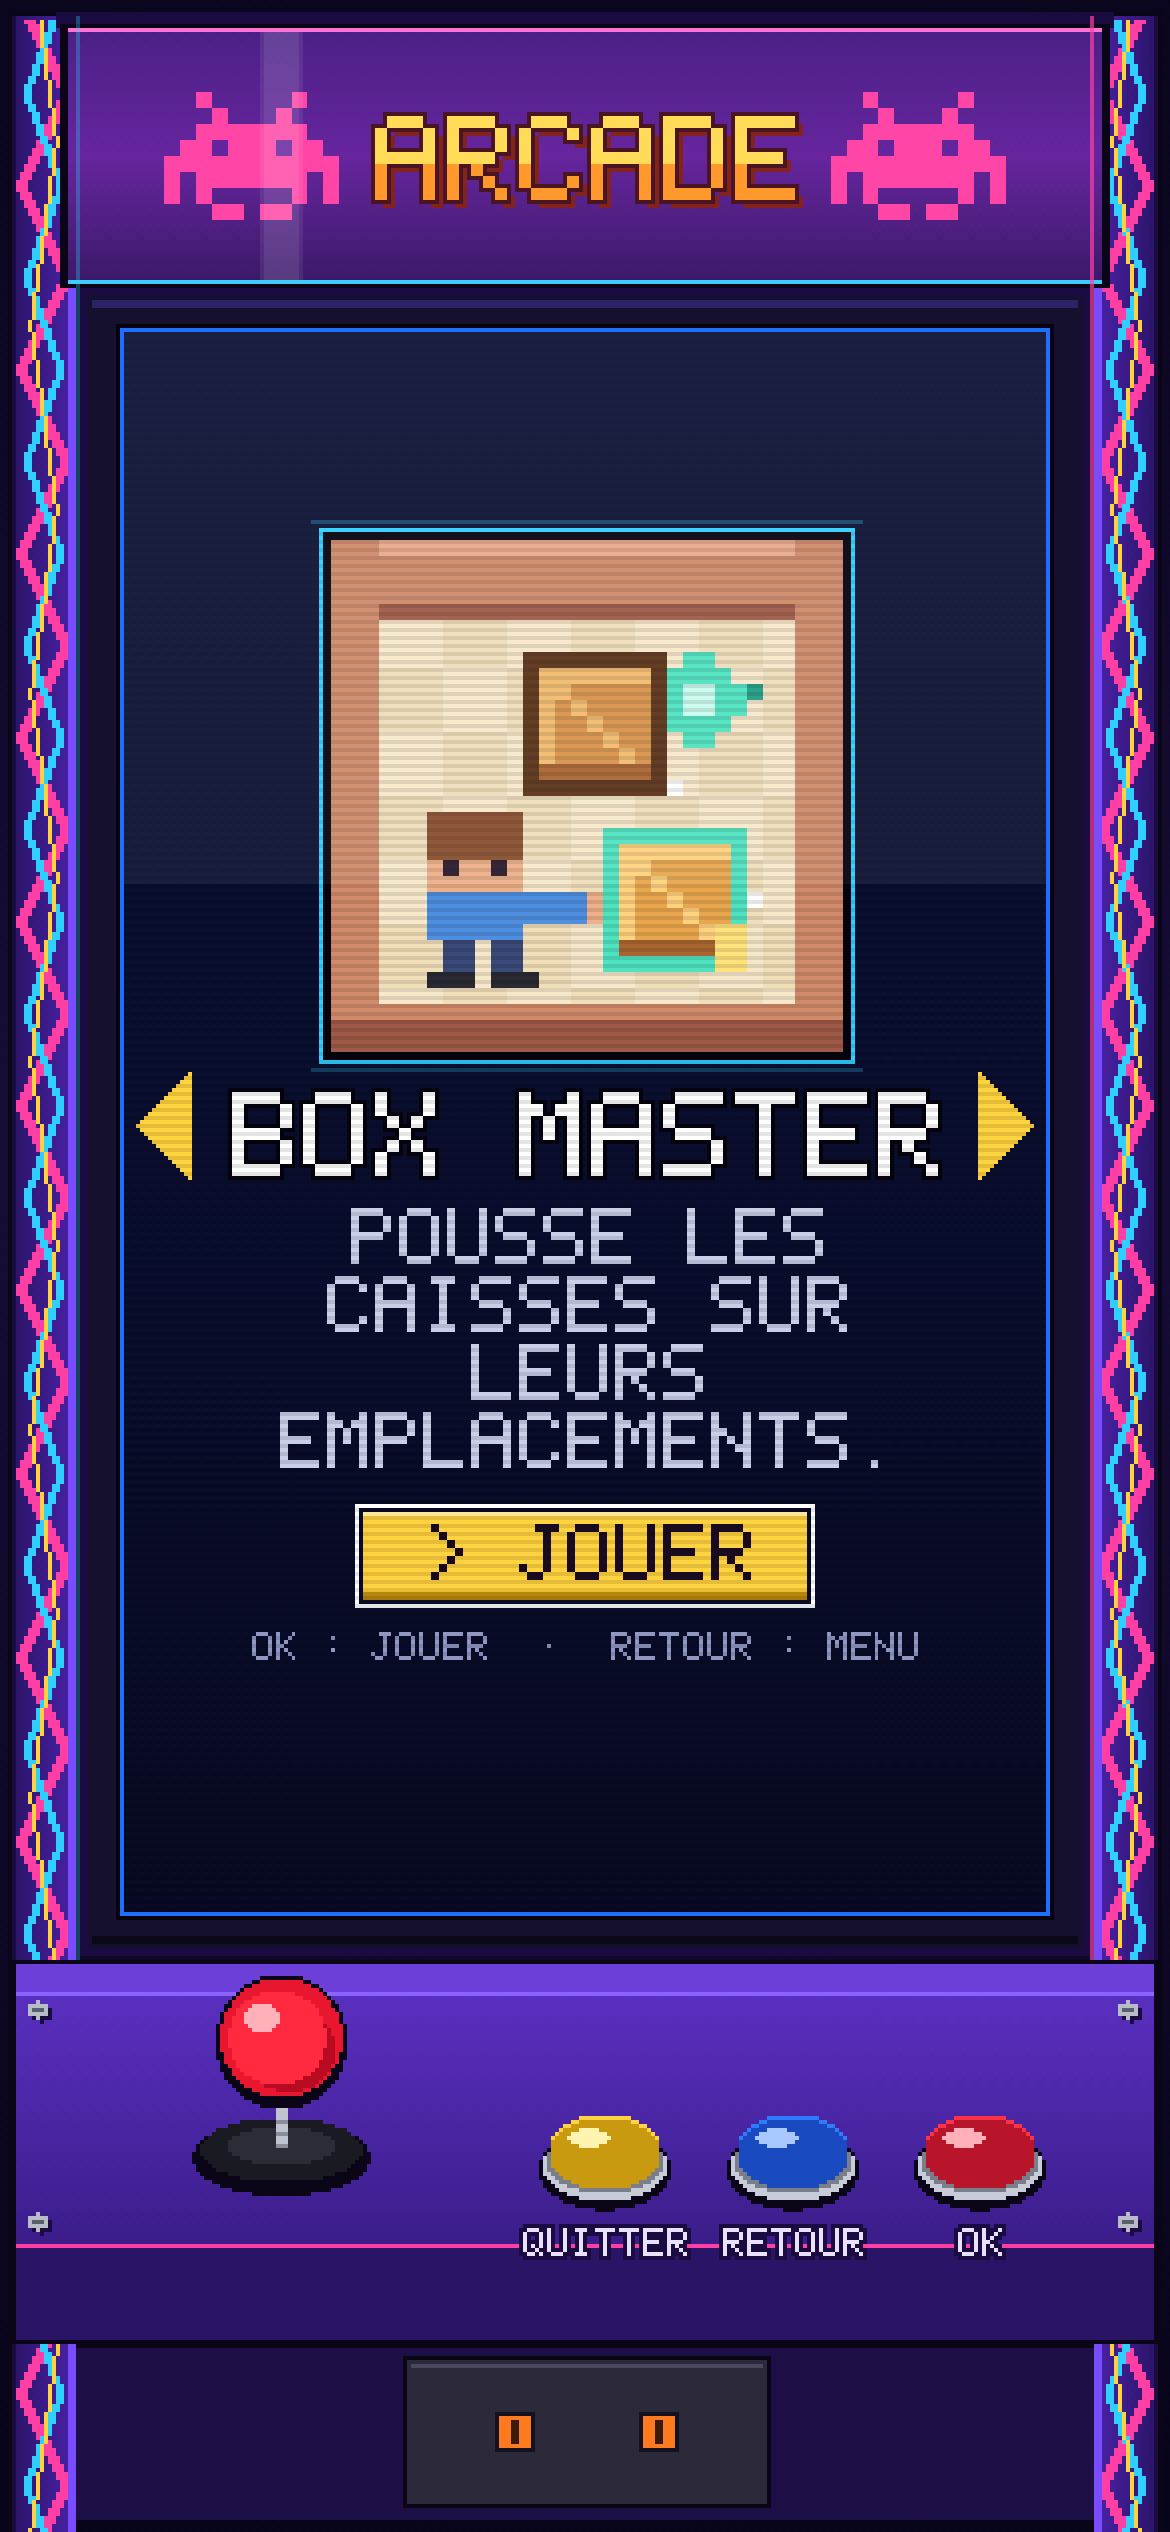 ARCADE
BOX MASTER
POUSSE LES
CAISSES SUR
LEURS
EMPLACEMENTS.
> JOUER
OK : JOUER · RETOUR : MENU
QUITTER RETOUR OK